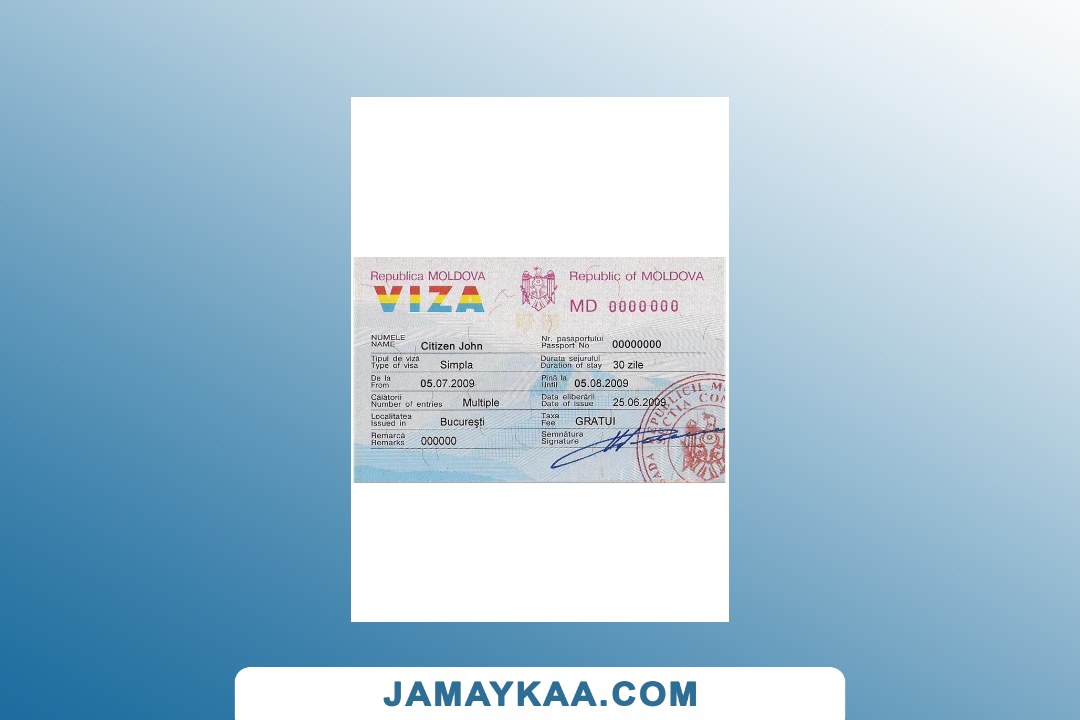 Republica MOLDOVA
Republic of MOLDOVA
VIZA
MD 0000000
NUMELE
NAME
Citizen John
Nr. paşaportului
Passport No
00000000
Tipul de viză
Type of visa
Simpla
Durata sejurului
Duration of stay
30 zile
De la
From
05.07.2009
Pînă la
Until
05.08.2009
Călătorii
Number of entries
Multiple
Data eliberării
Date of issue
25.06.2009
Localitatea
Issued in
Bucureşti
Taxa
Fee
GRATUI
Remarcă
Remarks
000000
Semnătura
Signature
JAMAYKAA.COM